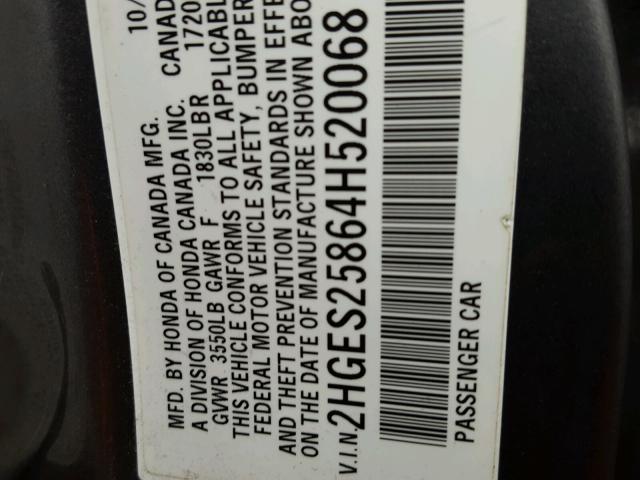 MFD. BY HONDA OF CANADA MFG. 10/
A DIVISION OF HONDA CANADA INC. CANAD
GVWR 3550LB GAWR F 1830LBR 1720
THIS VEHICLE CONFORMS TO ALL APPLICABLE
FEDERAL MOTOR VEHICLE SAFETY, BUMPER
AND THEFT PREVENTION STANDARDS IN EFFE
ON THE DATE OF MANUFACTURE SHOWN ABO
V.I.N. 2HGES25864H520068
PASSENGER CAR